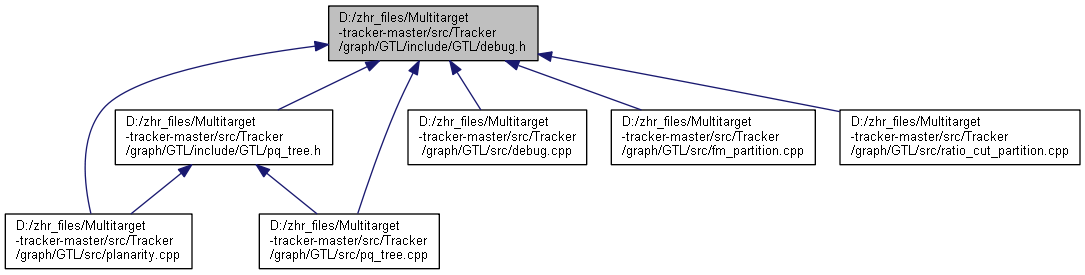 D:/zhr_files/Multitarget
-tracker-master/src/Tracker
/graph/GTL/include/GTL/debug.h
D:/zhr_files/Multitarget
-tracker-master/src/Tracker
/graph/GTL/include/GTL/pq_tree.h
D:/zhr_files/Multitarget
-tracker-master/src/Tracker
/graph/GTL/src/debug.cpp
D:/zhr_files/Multitarget
-tracker-master/src/Tracker
/graph/GTL/src/fm_partition.cpp
D:/zhr_files/Multitarget
-tracker-master/src/Tracker
/graph/GTL/src/ratio_cut_partition.cpp
D:/zhr_files/Multitarget
-tracker-master/src/Tracker
/graph/GTL/src/planarity.cpp
D:/zhr_files/Multitarget
-tracker-master/src/Tracker
/graph/GTL/src/pq_tree.cpp